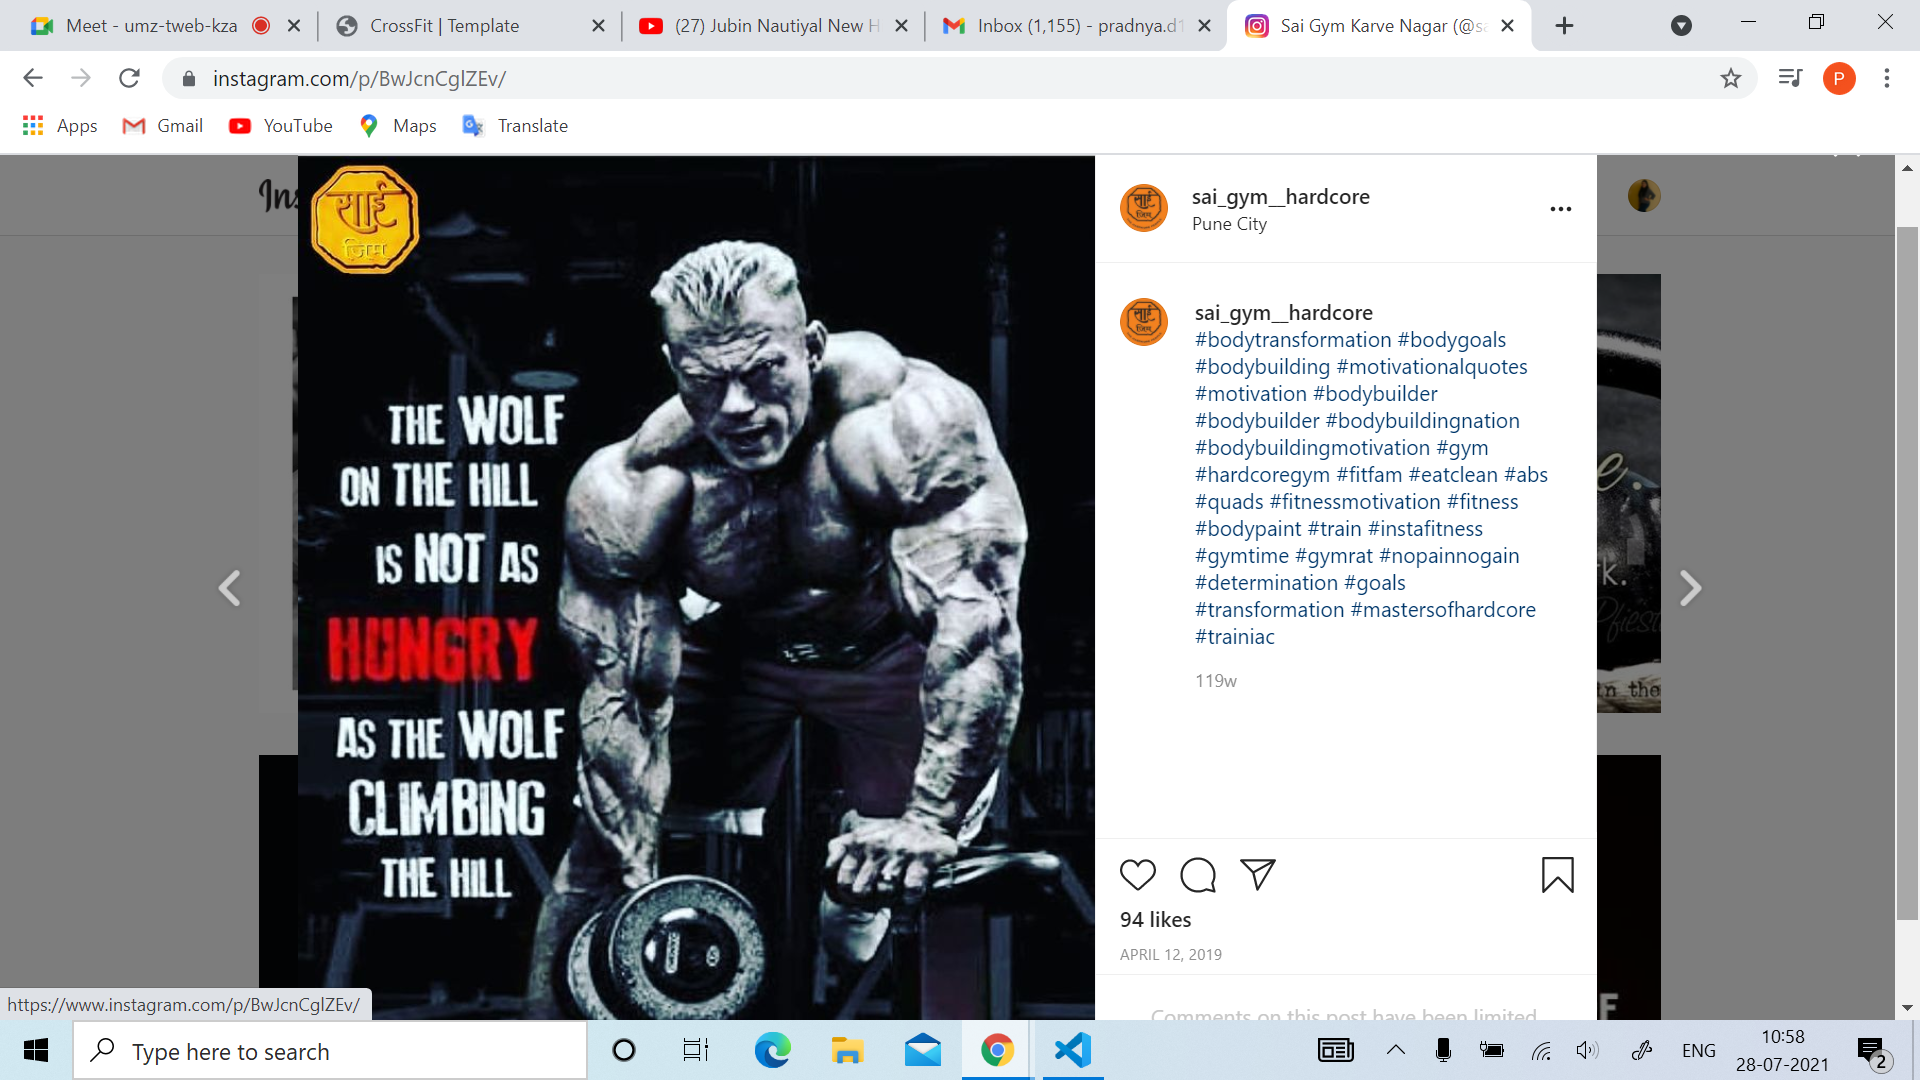 Meet - umz-tweb-kza
CrossFit | Template
(27) Jubin Nautiyal New H
Inbox (1,155) - pradnya.d1
Sai Gym Karve Nagar (@sa
instagram.com/p/BwJcnCglZEv/
P
Apps
Gmail
YouTube
Maps
Translate
Ins
साई
जिम
THE WOLF
ON THE HILL
IS NOT AS
HUNGRY
AS THE WOLF
CLIMBING
THE HILL
sai_gym__hardcore
Pune City
साई
जिम
sai_gym__hardcore
#bodytransformation #bodygoals
#bodybuilding #motivationalquotes
#motivation #bodybuilder
#bodybuilder #bodybuildingnation
#bodybuildingmotivation #gym
#hardcoregym #fitfam #eatclean #abs
#quads #fitnessmotivation #fitness
#bodypaint #train #instafitness
#gymtime #gymrat #nopainnogain
#determination #goals
#transformation #mastersofhardcore
#trainiac
119w
94 likes
APRIL 12, 2019
Comments on this post have been limited
e.
k.
in the
F
https://www.instagram.com/p/BwJcnCglZEv/
Type here to search
ENG
10:58
28-07-2021
2